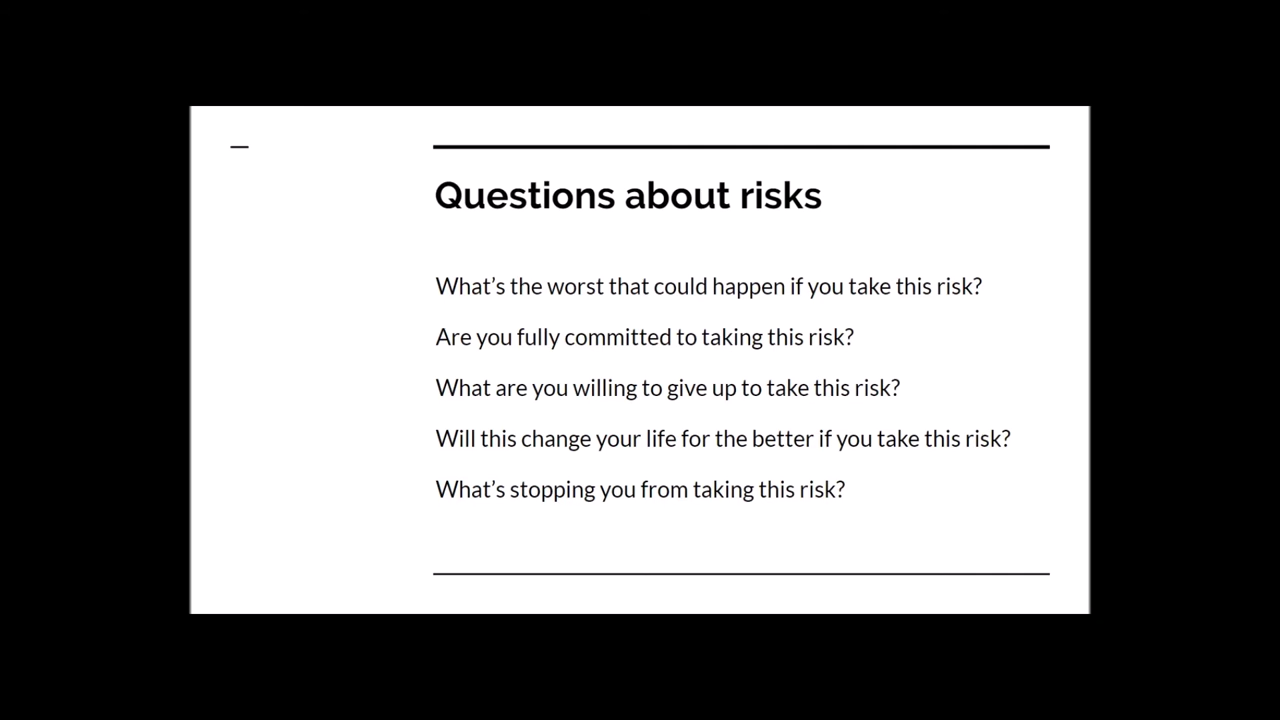 Questions about risks
What’s the worst that could happen if you take this risk?
Are you fully committed to taking this risk?
What are you willing to give up to take this risk?
Will this change your life for the better if you take this risk?
What’s stopping you from taking this risk?